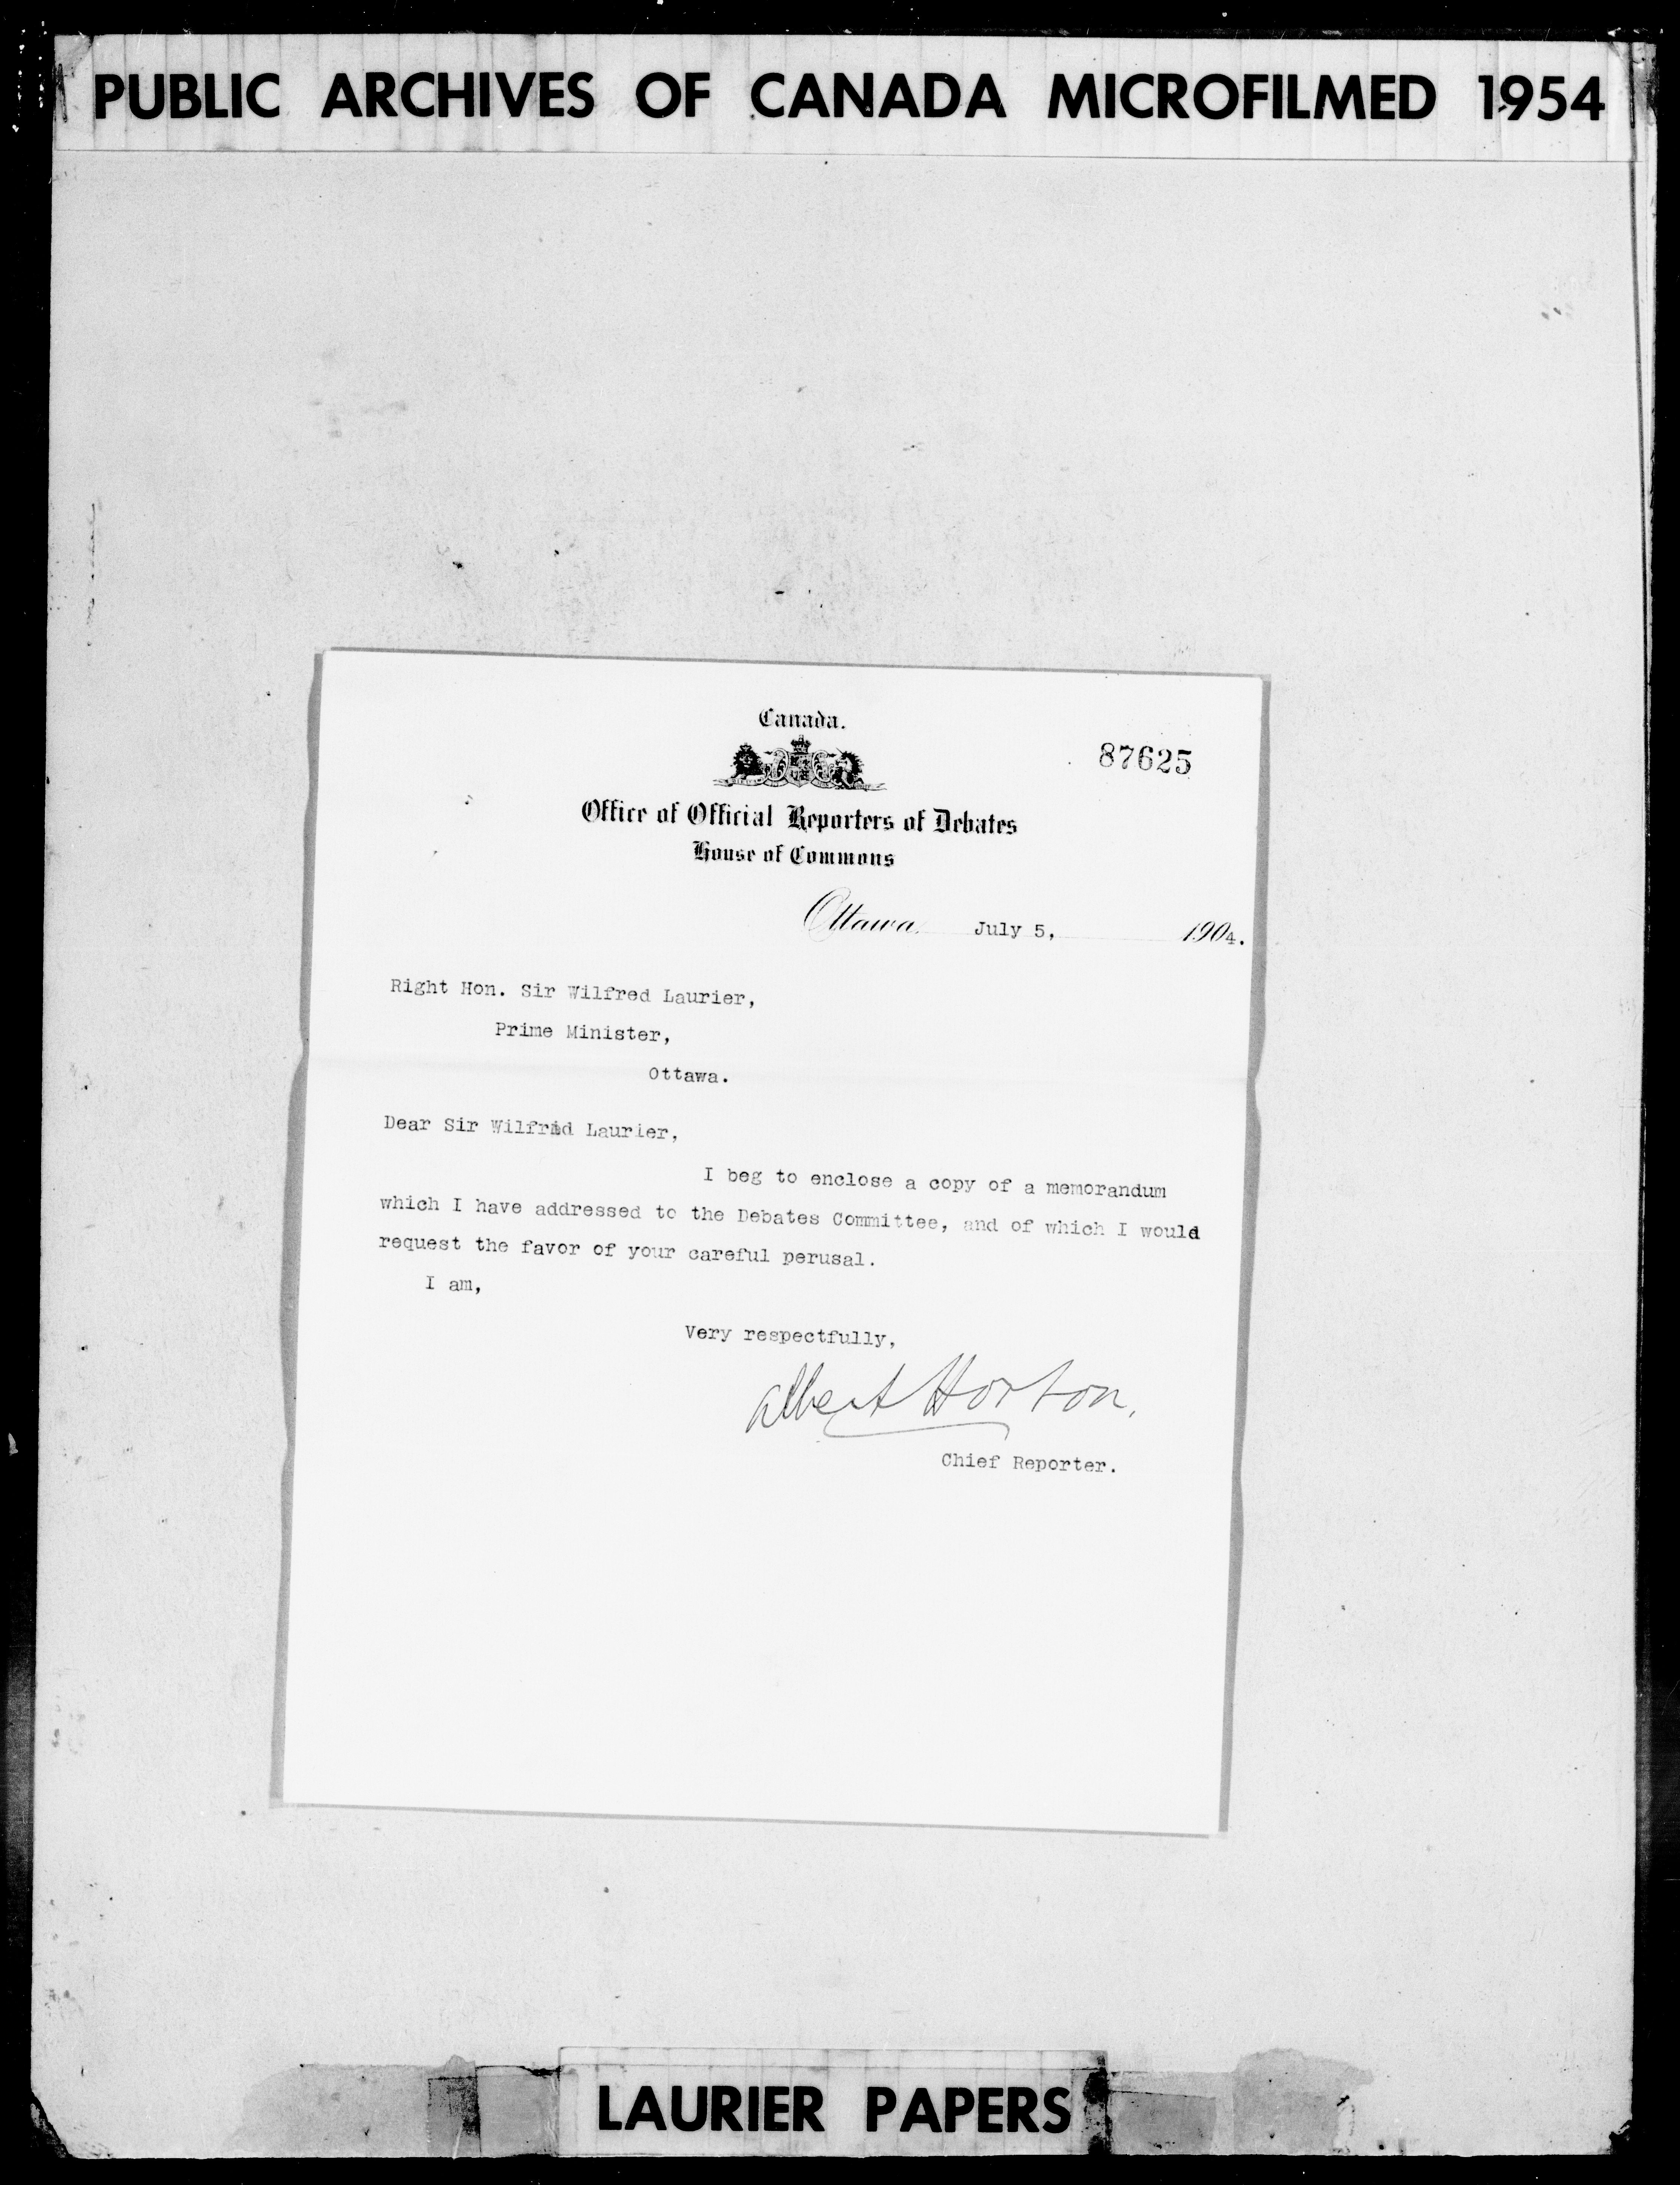 PUBLIC ARCHIVES OF CANADA MICROFILMED 1954
Canada.
87625
Office of Official Reporters of Debates
House of Commons
Ottawa, July 5, 1904.
Right Hon. Sir Wilfred Laurier,
Prime Minister,
Ottawa.
Dear Sir Wilfrid Laurier,
I beg to enclose a copy of a memorandum
which I have addressed to the Debates Committee, and of which I would
request the favor of your careful perusal.
I am,
Very respectfully,
Albert Horton.
Chief Reporter.
LAURIER PAPERS